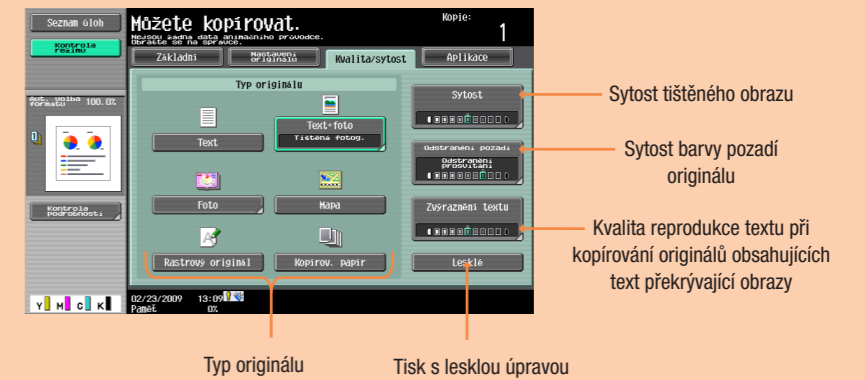 Seznam úloh
Můžete kopírovat.
Kopie:
1
Nejsou žádná data animačního průvodce.
Obraťte se na správce.
Kontrola
režimu
Základní
Nastavení
originálu
Kvalita/sytost
Aplikace
Typ originálu
Aut. volba
formátu
100.0%
Text
Text+foto
Tištěná fotog.
Foto
Mapa
Rastrový originál
Kopírov. papír
Sytost
Odstranění pozadí
Odstranění
prosvítání
Zvýraznění textu
Lesklé
Kontrola
podrobností
Y M C K
02/23/2009 13:09
Paměť 0%
Sytost tištěného obrazu
Sytost barvy pozadí
originálu
Kvalita reprodukce textu při
kopírování originálů obsahujících
text překrývající obrazy
Typ originálu
Tisk s lesklou úpravou